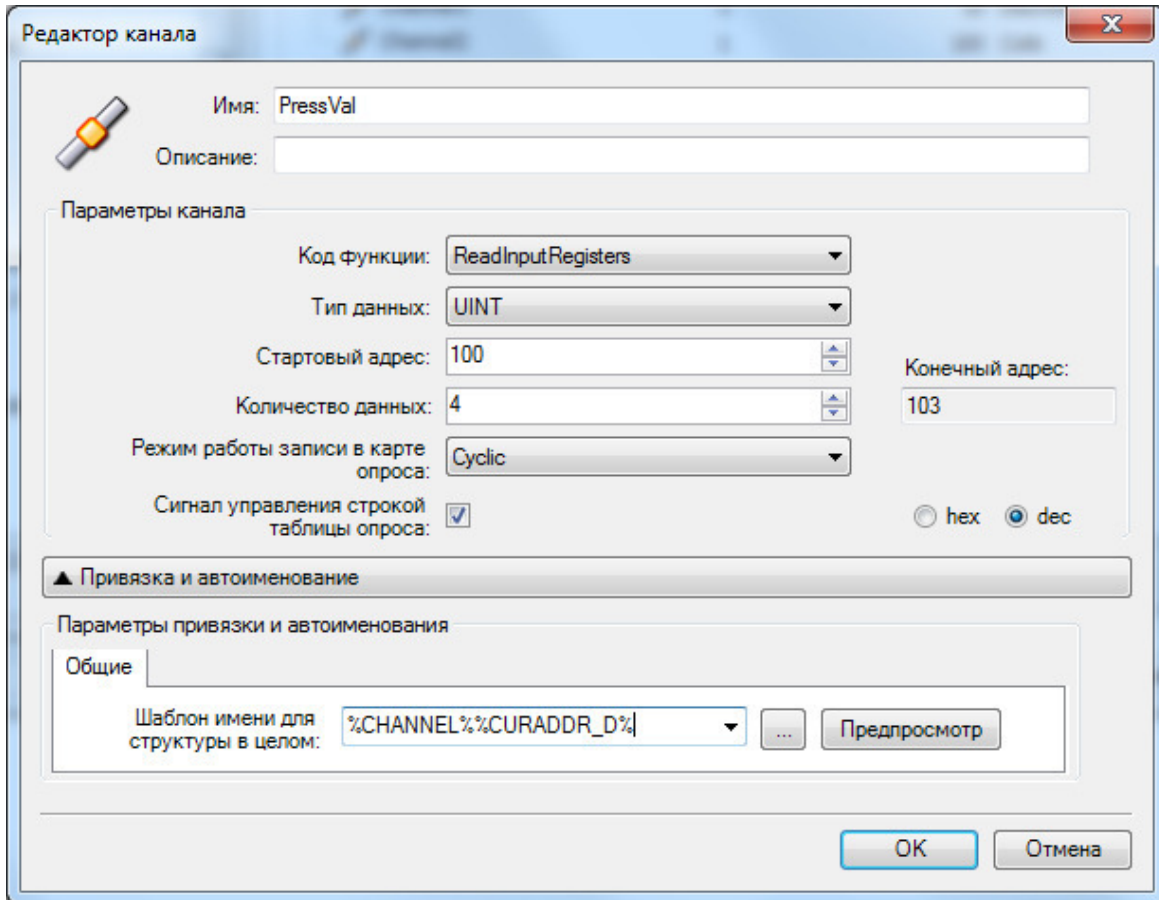 Редактор канала
Имя: PressVal
Описание:
Параметры канала
Код функции: ReadInputRegisters
Тип данных: UINT
Стартовый адрес: 100
Конечный адрес:
Количество данных: 4
103
Режим работы записи в карте
опроса: Cyclic
Сигнал управления строкой
таблицы опроса:
hex dec
▲ Привязка и автоименование
Параметры привязки и автоименования
Общие
Шаблон имени для
структуры в целом: %CHANNEL%%CURADDR_D% ... Предпросмотр
OK Отмена